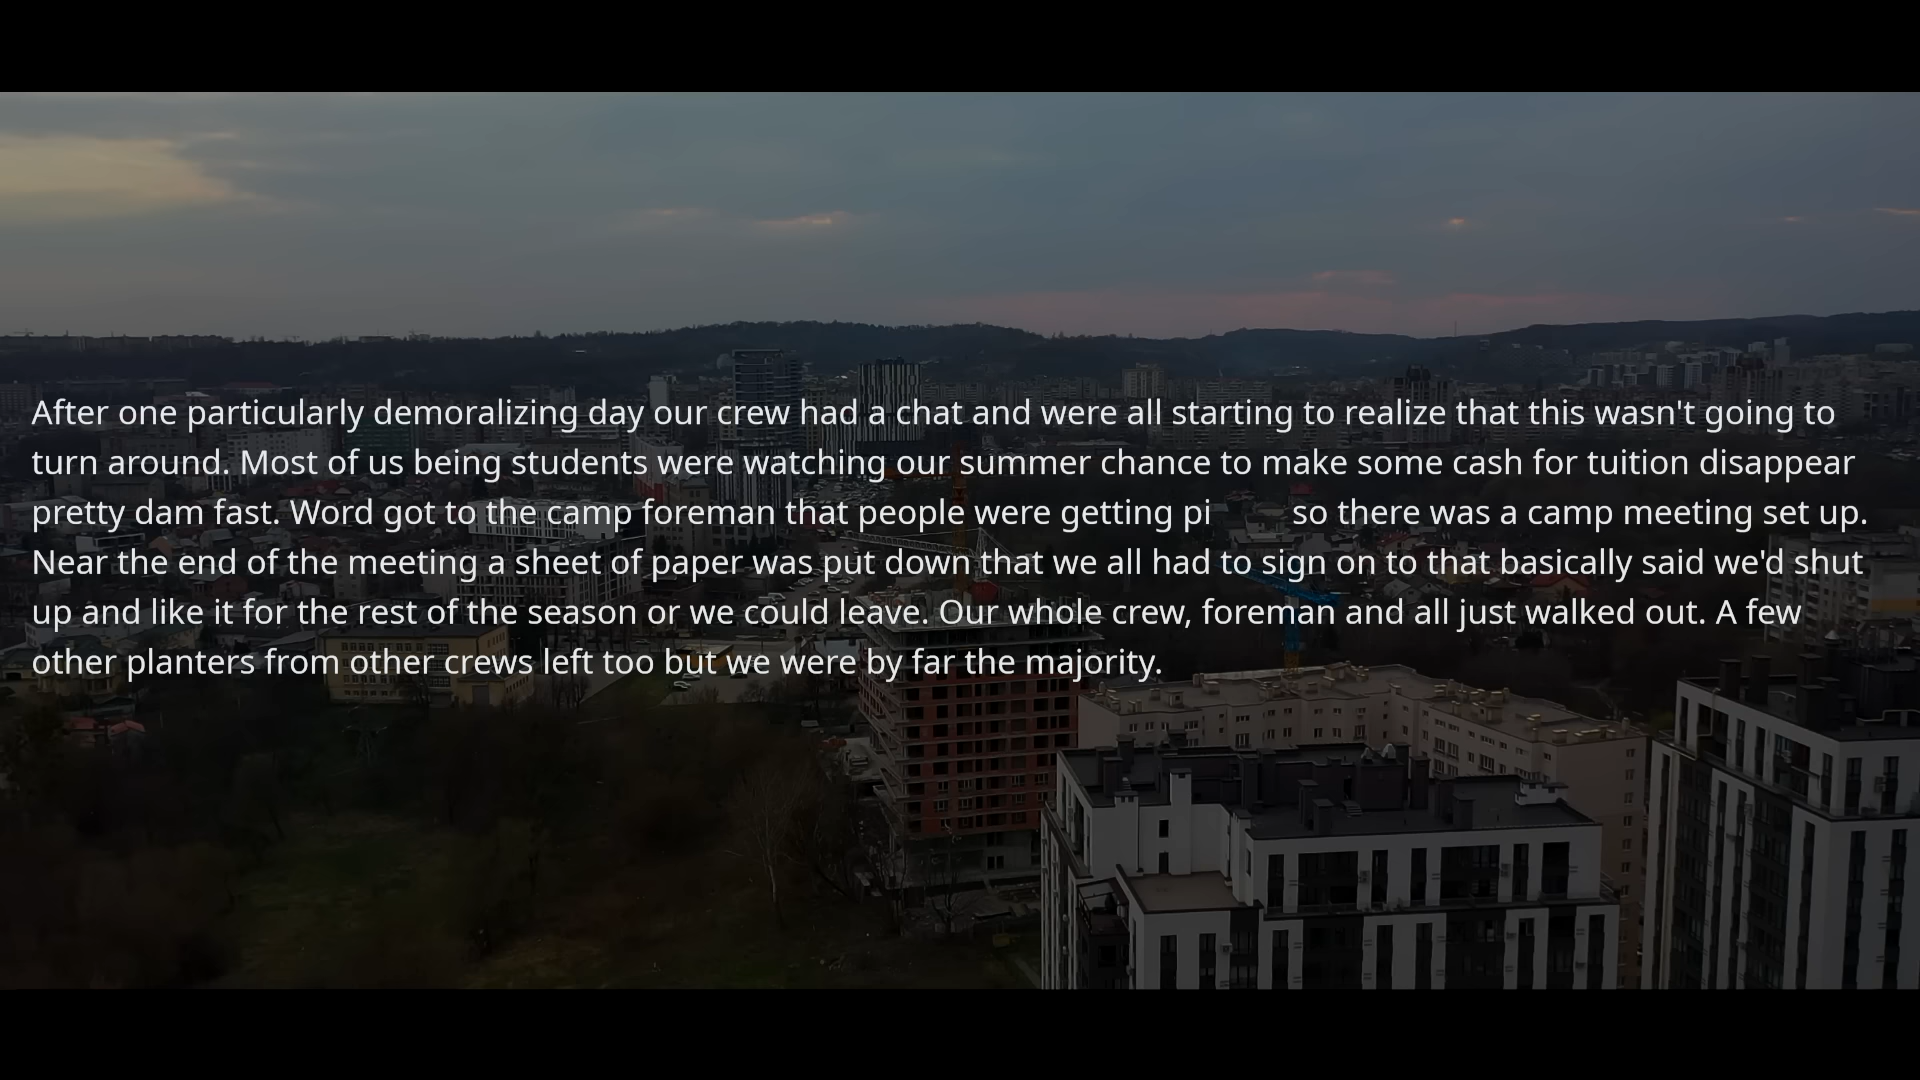 After one particularly demoralizing day our crew had a chat and were all starting to realize that this wasn't going to
turn around. Most of us being students were watching our summer chance to make some cash for tuition disappear
pretty dam fast. Word got to the camp foreman that people were getting pi so there was a camp meeting set up.
Near the end of the meeting a sheet of paper was put down that we all had to sign on to that basically said we'd shut
up and like it for the rest of the season or we could leave. Our whole crew, foreman and all just walked out. A few
other planters from other crews left too but we were by far the majority.